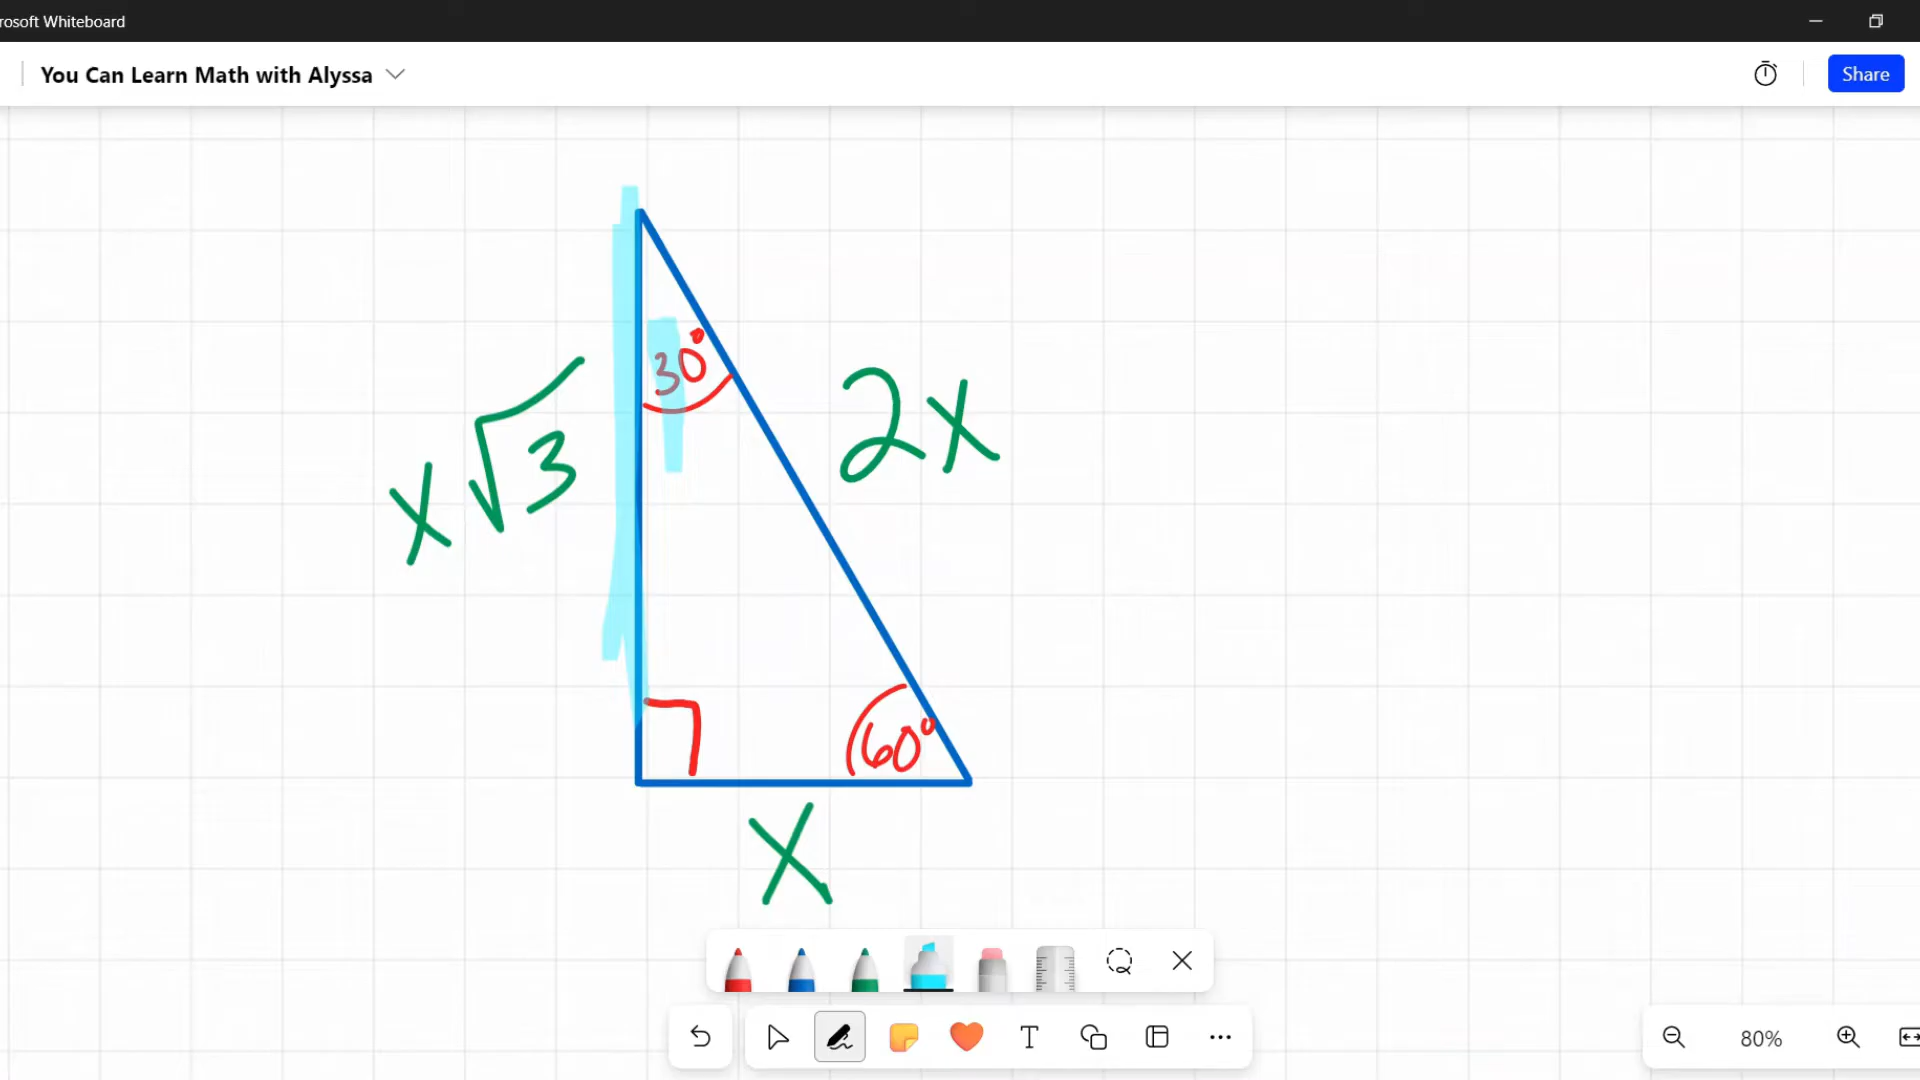 rosoft Whiteboard
You Can Learn Math with Alyssa
Share
30°
2x
x√3
60°
x
80%